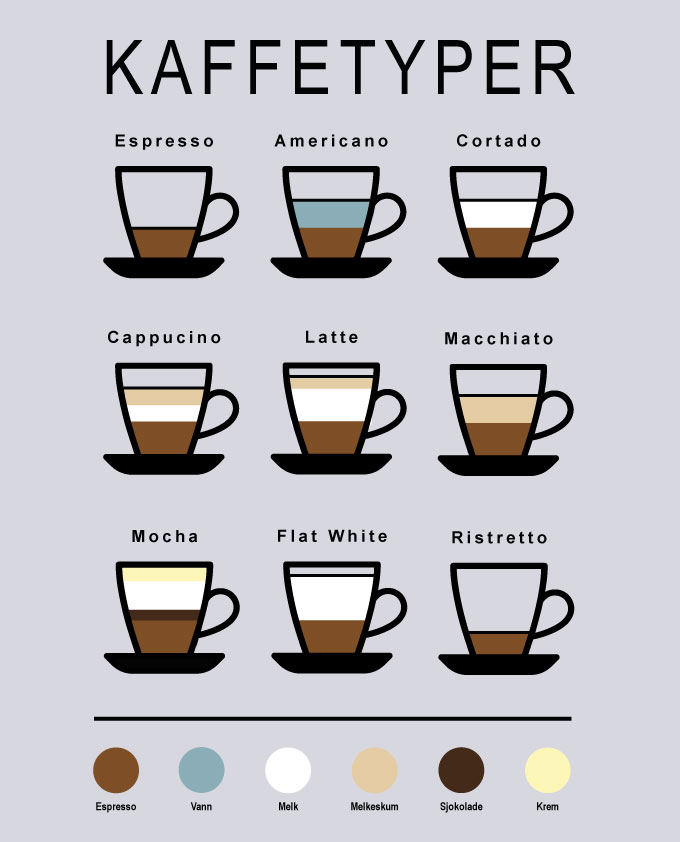 KAFFETYPER
Espresso Americano Cortado
Cappucino Latte Macchiato
Mocha Flat White Ristretto
Espresso Vann Melk Melkeskum Sjokolade Krem